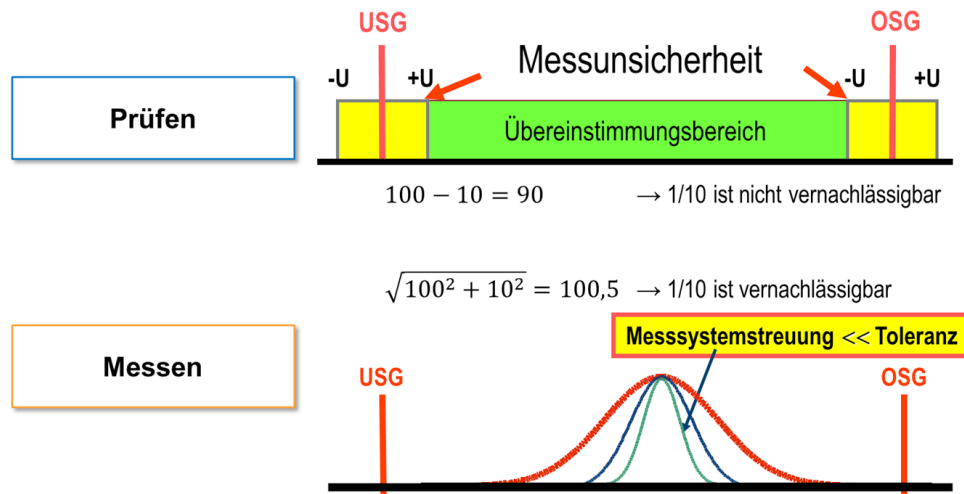 USG
OSG
Messunsicherheit
-U
+U
-U
+U
Prüfen
Übereinstimmungsbereich
100 − 10 = 90 → 1/10 ist nicht vernachlässigbar
√100² + 10² = 100,5 → 1/10 ist vernachlässigbar
Messsystemstreuung << Toleranz
Messen
USG
OSG